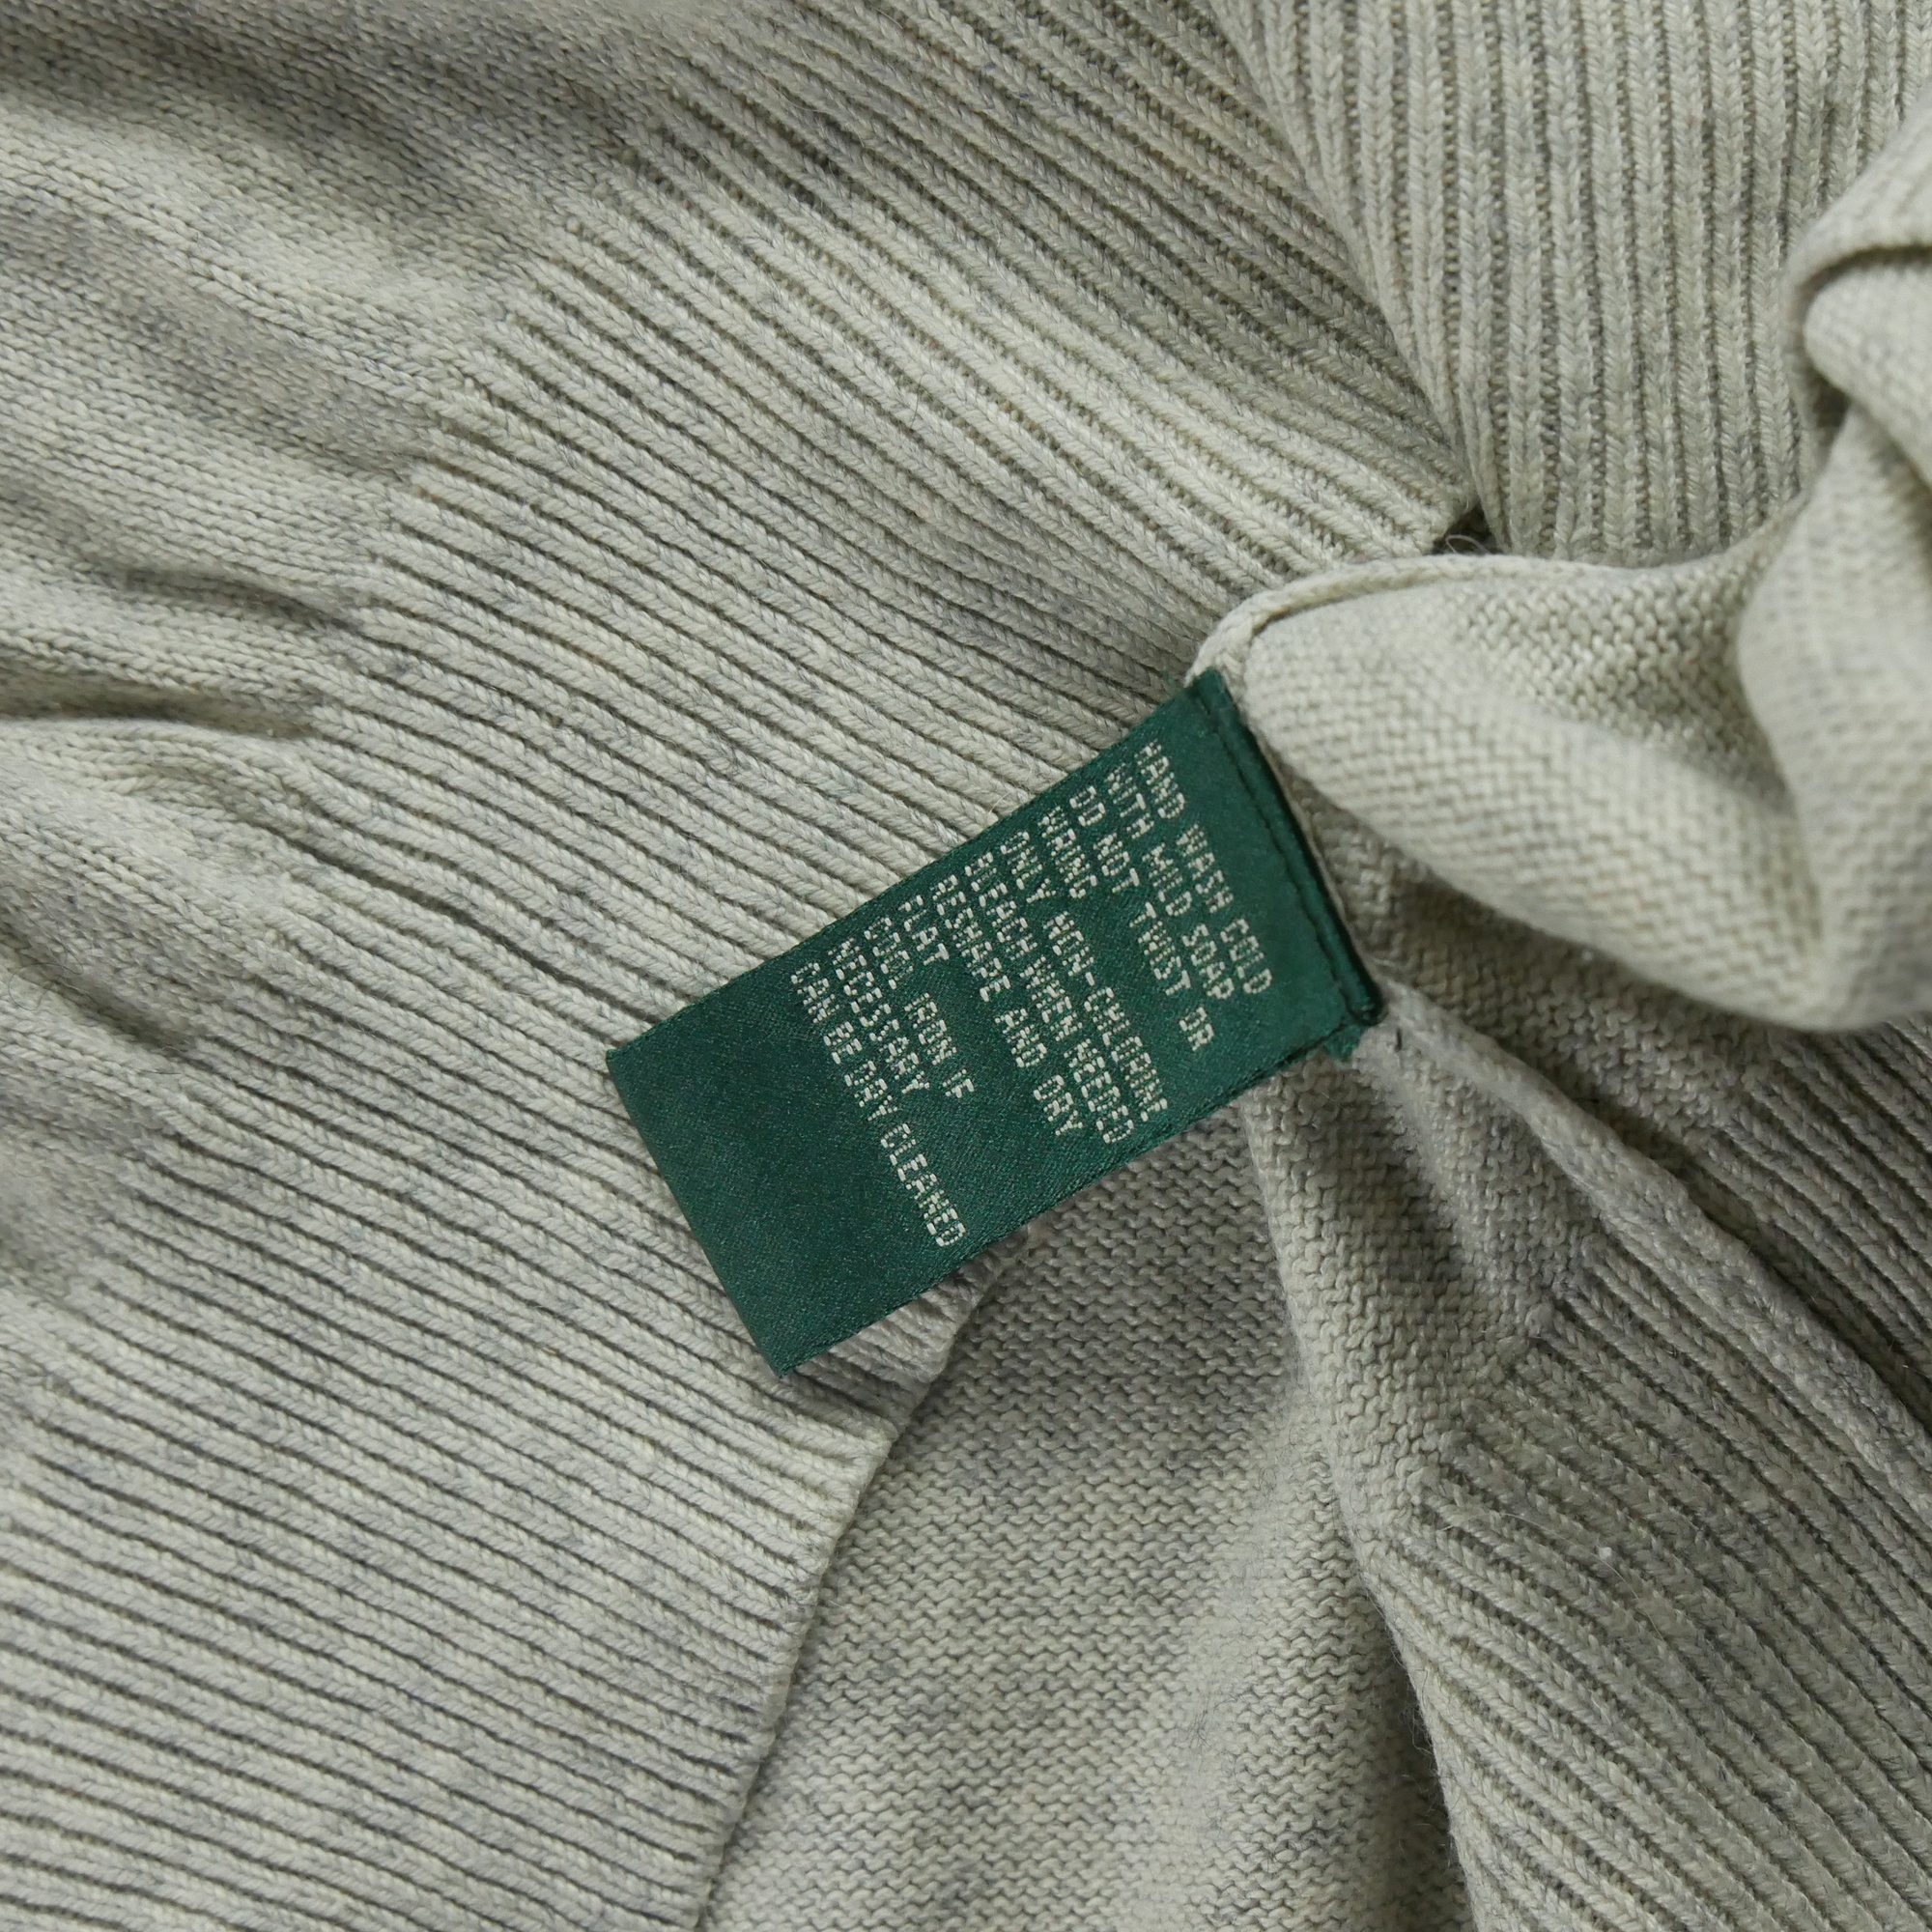 HAND WASH COLD
WITH MILD SOAP
DO NOT TWIST OR
WRING
ONLY NON-CHLORINE
BLEACH WHEN NEEDED
RESHAPE AND DRY
FLAT
COOL IRON IF
NECESSARY
CAN BE DRY CLEANED